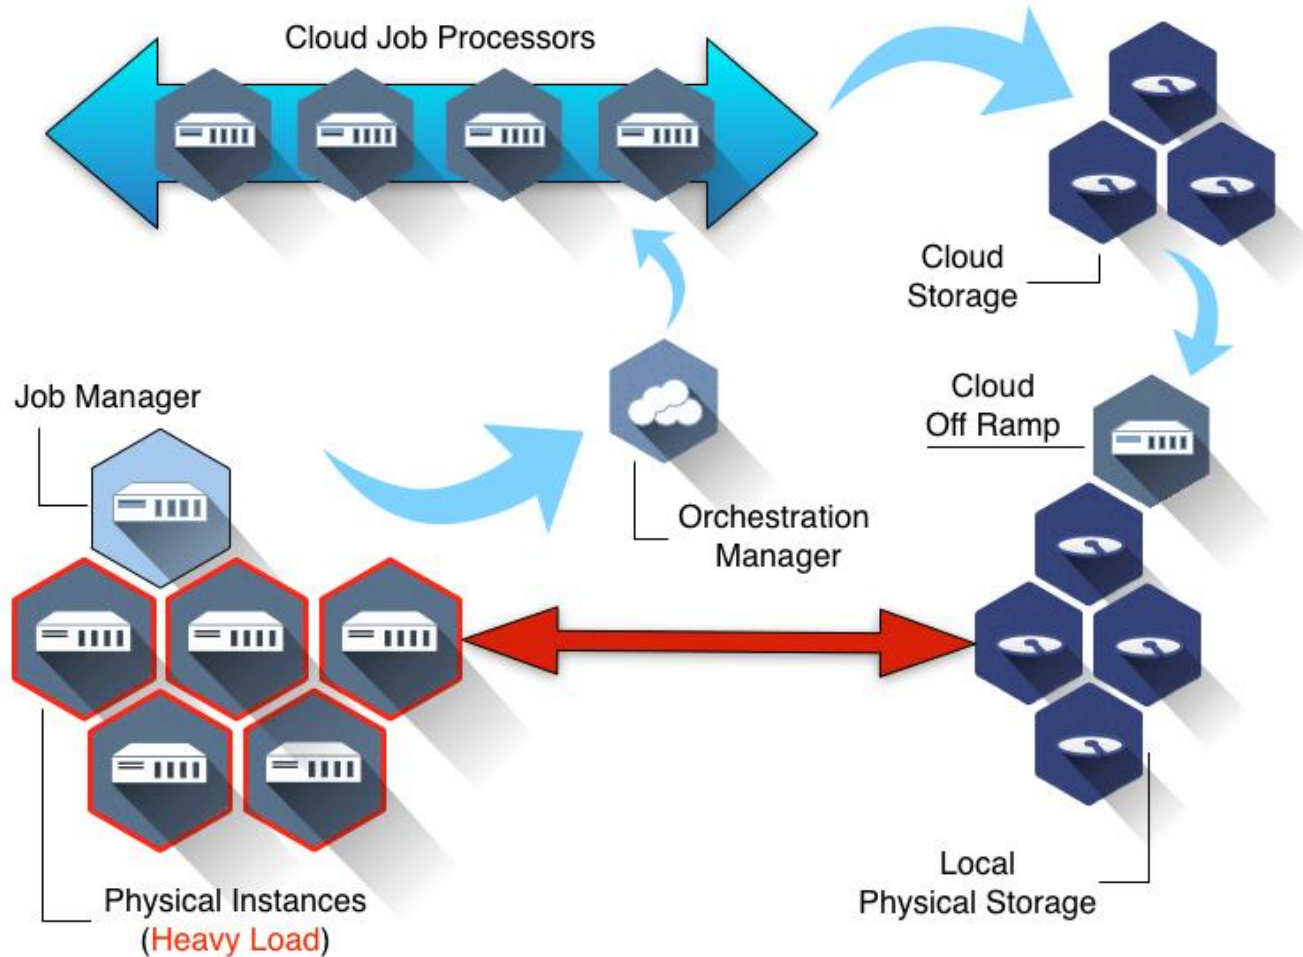 Cloud Job Processors
Cloud
Storage
Job Manager
Cloud
Off Ramp
Orchestration
Manager
Local
Physical Storage
Physical Instances
(Heavy Load)